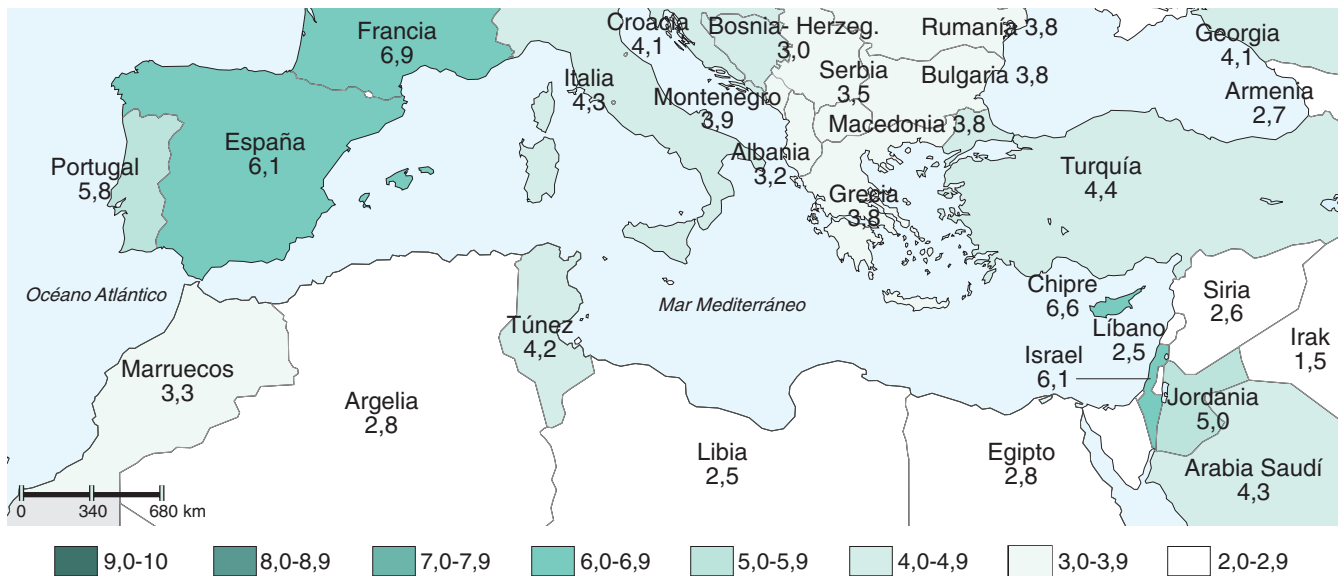 Francia
6,9
Croacia
4,1
Bosnia- Herzeg.
3,0
Rumanía 3,8
Georgia
4,1
Italia
4,3
Serbia
3,5
Bulgaria 3,8
Armenia
2,7
Montenegro
3,9
Macedonia 3,8
España
6,1
Portugal
5,8
Albania
3,2
Turquía
4,4
Grecia
3,8
Océano Atlántico
Mar Mediterráneo
Chipre
6,6
Siria
2,6
Túnez
4,2
Líbano
2,5
Irak
1,5
Israel
6,1
Marruecos
3,3
Argelia
2,8
Jordania
5,0
Libia
2,5
Egipto
2,8
Arabia Saudí
4,3
0 340 680 km
9,0-10 8,0-8,9 7,0-7,9 6,0-6,9 5,0-5,9 4,0-4,9 3,0-3,9 2,0-2,9